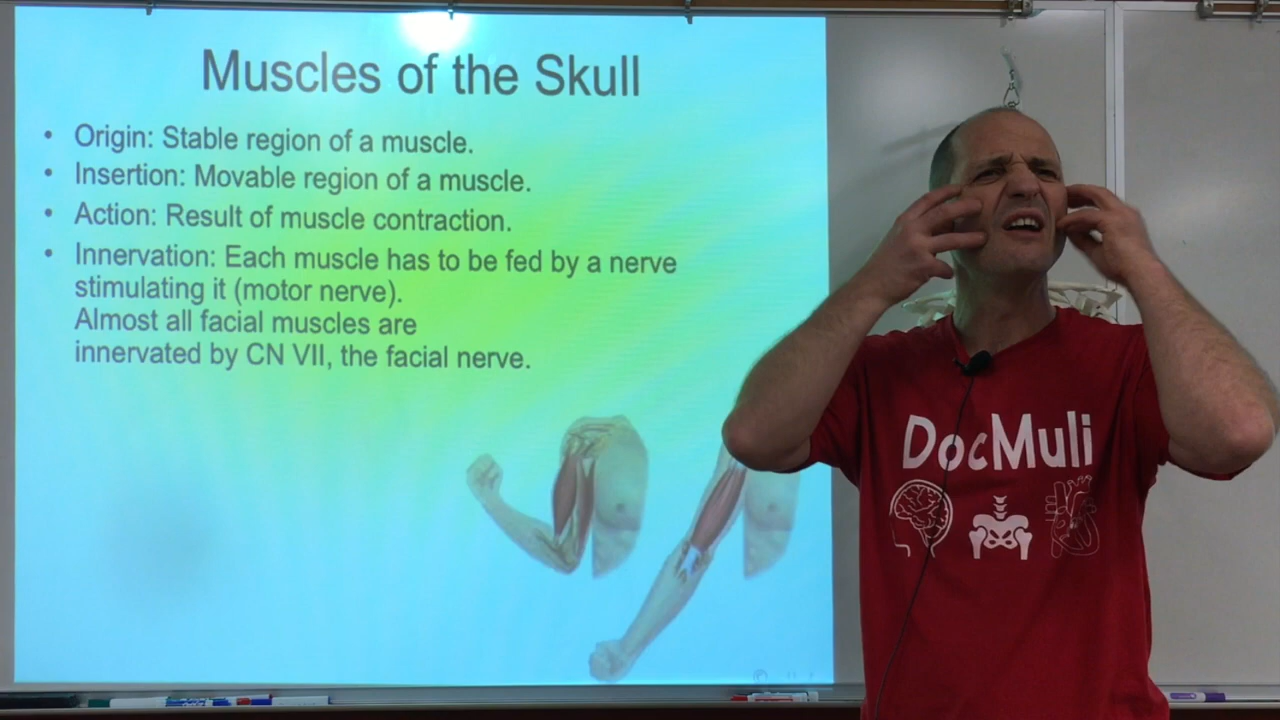 Muscles of the Skull
• Origin: Stable region of a muscle.
• Insertion: Movable region of a muscle.
• Action: Result of muscle contraction.
• Innervation: Each muscle has to be fed by a nerve
stimulating it (motor nerve).
Almost all facial muscles are
innervated by CN VII, the facial nerve.
DocMuli